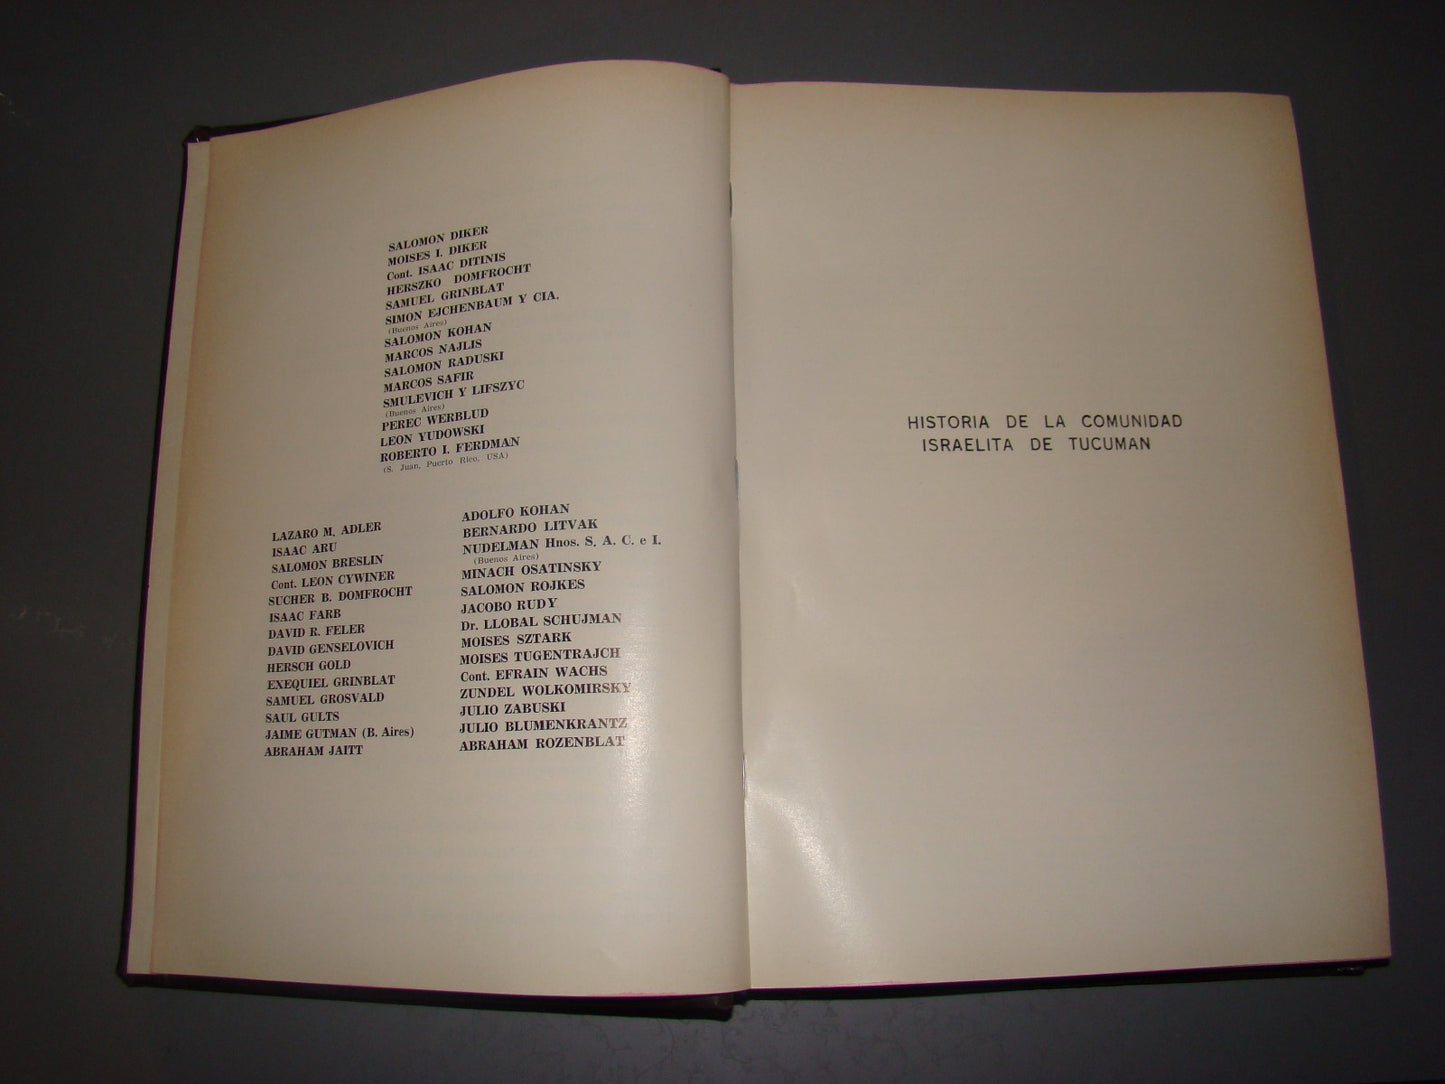 SALOMON DIKER
MOISES I. DIKER
Cont. ISAAC DITINIS
HERSZKO DOMFROCHT
SAMUEL GRINBLAT
SIMON EJCHENBAUM Y CIA.
(Buenos Aires)
SALOMON KOHAN
MARCOS NAJLIS
SALOMON RADUSKI
MARCOS SAFIR
SMULEVICH Y LIFSZYC
(Buenos Aires)
PEREC WERBLUD
LEON YUDOWSKI
ROBERTO I. FERDMAN
(S. Juan, Puerto Rico, USA)
LAZARO M. ADLER
ISAAC ARU
SALOMON BRESLIN
Cont. LEON CYWINER
SUCHER B. DOMFROCHT
ISAAC FARB
DAVID R. FELER
DAVID GENSELOVICH
HERSCH GOLD
EXEQUIEL GRINBLAT
SAMUEL GROSVALD
SAUL GULTS
JAIME GUTMAN (B. Aires)
ABRAHAM JAITT
ADOLFO KOHAN
BERNARDO LITVAK
NUDELMAN Hnos. S. A. C. e I.
(Buenos Aires)
MINACH OSATINSKY
SALOMON ROJKES
JACOBO RUDY
Dr. LLOBAL SCHUJMAN
MOISES SZTARK
MOISES TUGENTRAJCH
Cont. EFRAIN WACHS
ZUNDEL WOLKOMIRSKY
JULIO ZABUSKI
JULIO BLUMENKRANTZ
ABRAHAM ROZENBLAT
HISTORIA DE LA COMUNIDAD
ISRAELITA DE TUCUMAN